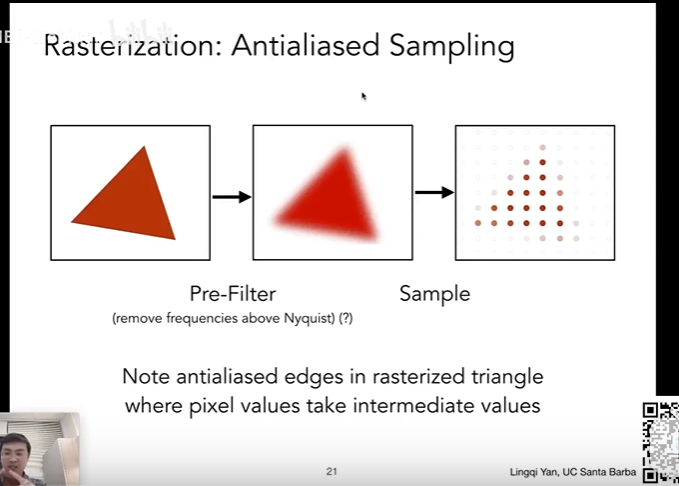 Rasterization: Antialiased Sampling
Pre-Filter
Sample
(remove frequencies above Nyquist) (?)
Note antialiased edges in rasterized triangle
where pixel values take intermediate values
21
Lingqi Yan, UC Santa Barba